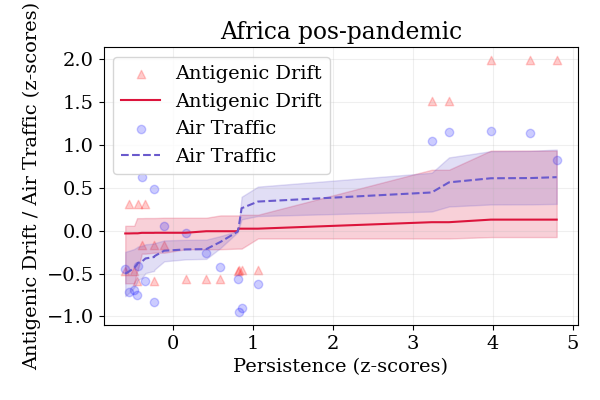 Africa pos-pandemic
Antigenic Drift / Air Traffic (z-scores)
2.0
1.5
1.0
0.5
0.0
−0.5
−1.0
Antigenic Drift
Antigenic Drift
Air Traffic
Air Traffic
0 1 2 3 4 5
Persistence (z-scores)